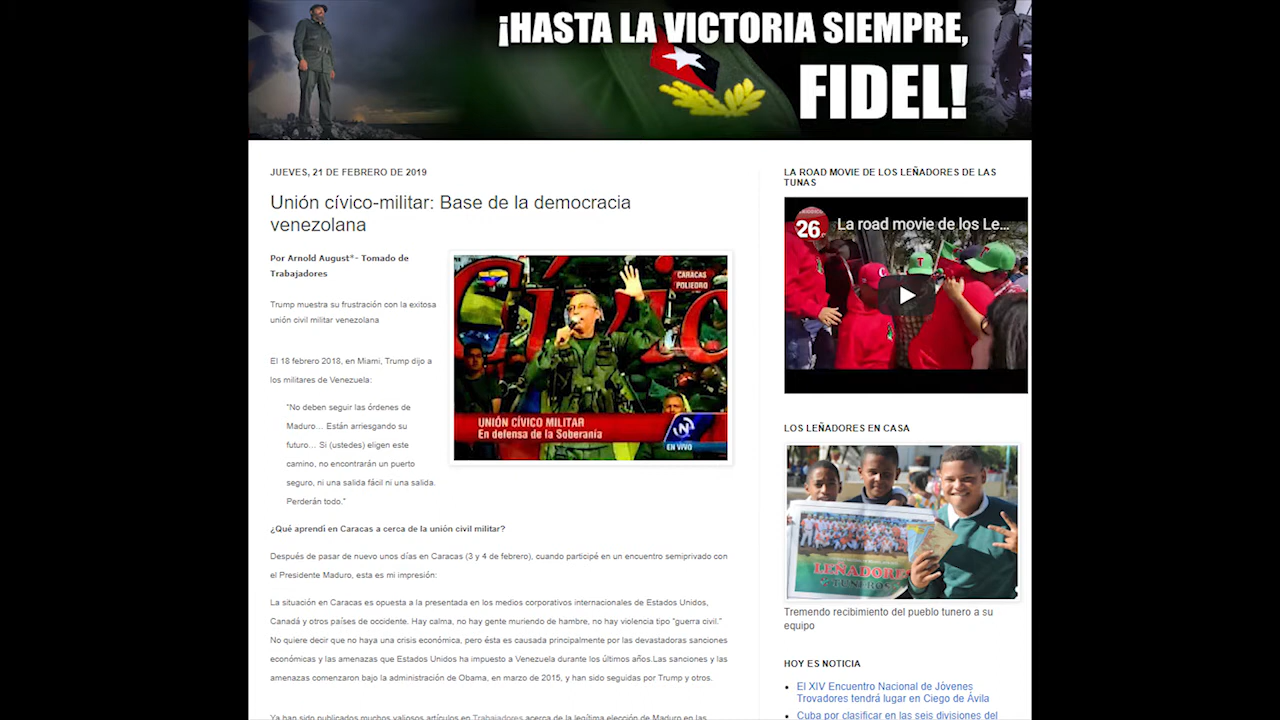 ¡HASTA LA VICTORIA SIEMPRE,
FIDEL!
JUEVES, 21 DE FEBRERO DE 2019
Unión cívico-militar: Base de la democracia
venezolana
Por Arnold August*- Tomado de
Trabajadores
Trump muestra su frustración con la exitosa
unión civil militar venezolana
El 18 febrero 2018, en Miami, Trump dijo a
los militares de Venezuela:
"No deben seguir las órdenes de
Maduro… Están arriesgando su
futuro… Si (ustedes) eligen este
camino, no encontrarán un puerto
seguro, ni una salida fácil ni una salida.
Perderán todo."
Cívico
CARACAS
POLIEDRO
UNIÓN CÍVICO MILITAR
En defensa de la Soberanía
EN VIVO
¿Qué aprendí en Caracas a cerca de la unión civil militar?
Después de pasar de nuevo unos días en Caracas (3 y 4 de febrero), cuando participé en un encuentro semiprivado con
el Presidente Maduro, esta es mi impresión:
La situación en Caracas es opuesta a la presentada en los medios corporativos internacionales de Estados Unidos,
Canadá y otros países de occidente. Hay calma, no hay gente muriendo de hambre, no hay violencia tipo "guerra civil."
No quiere decir que no haya una crisis económica, pero ésta es causada principalmente por las devastadoras sanciones
económicas y las amenazas que Estados Unidos ha impuesto a Venezuela durante los últimos años.Las sanciones y las
amenazas comenzaron bajo la administración de Obama, en marzo de 2015, y han sido seguidas por Trump y otros.
Ya han sido publicados muchos valiosos artículos en Trabajadores acerca de la legítima elección de Maduro en las
LA ROAD MOVIE DE LOS LEÑADORES DE LAS
TUNAS
26
La road movie de los Le...
LOS LEÑADORES EN CASA
LEÑADORES
TUNEROS
Tremendo recibimiento del pueblo tunero a su
equipo
HOY ES NOTICIA
El XIV Encuentro Nacional de Jóvenes
Trovadores tendrá lugar en Ciego de Ávila
Cuba por clasificar en las seis divisiones del